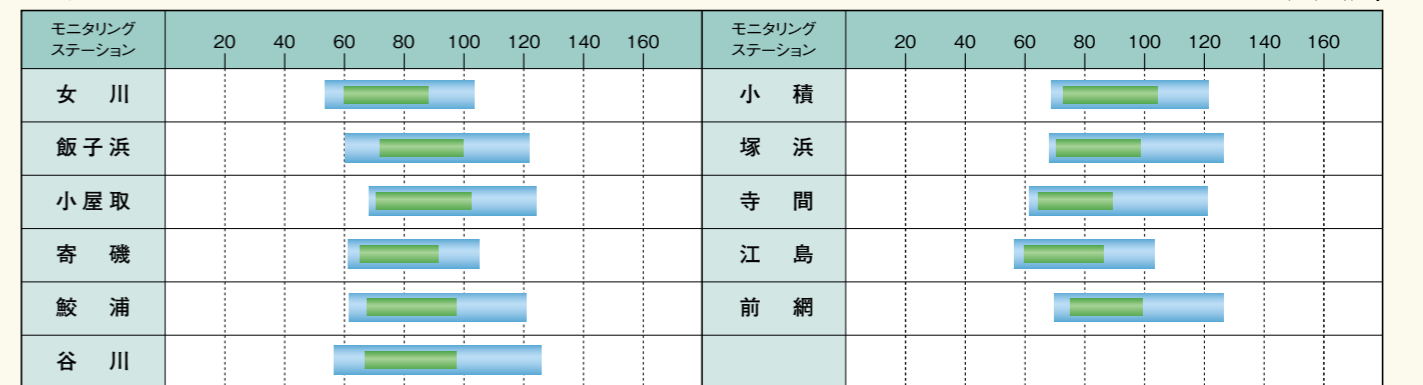 モニタリング
ステーション
20 40 60 80 100 120 140 160
モニタリング
ステーション
20 40 60 80 100 120 140 160
女 川
小 積
飯子浜
塚 浜
小屋取
寺 間
寄 磯
江 島
鮫 浦
前 網
谷 川